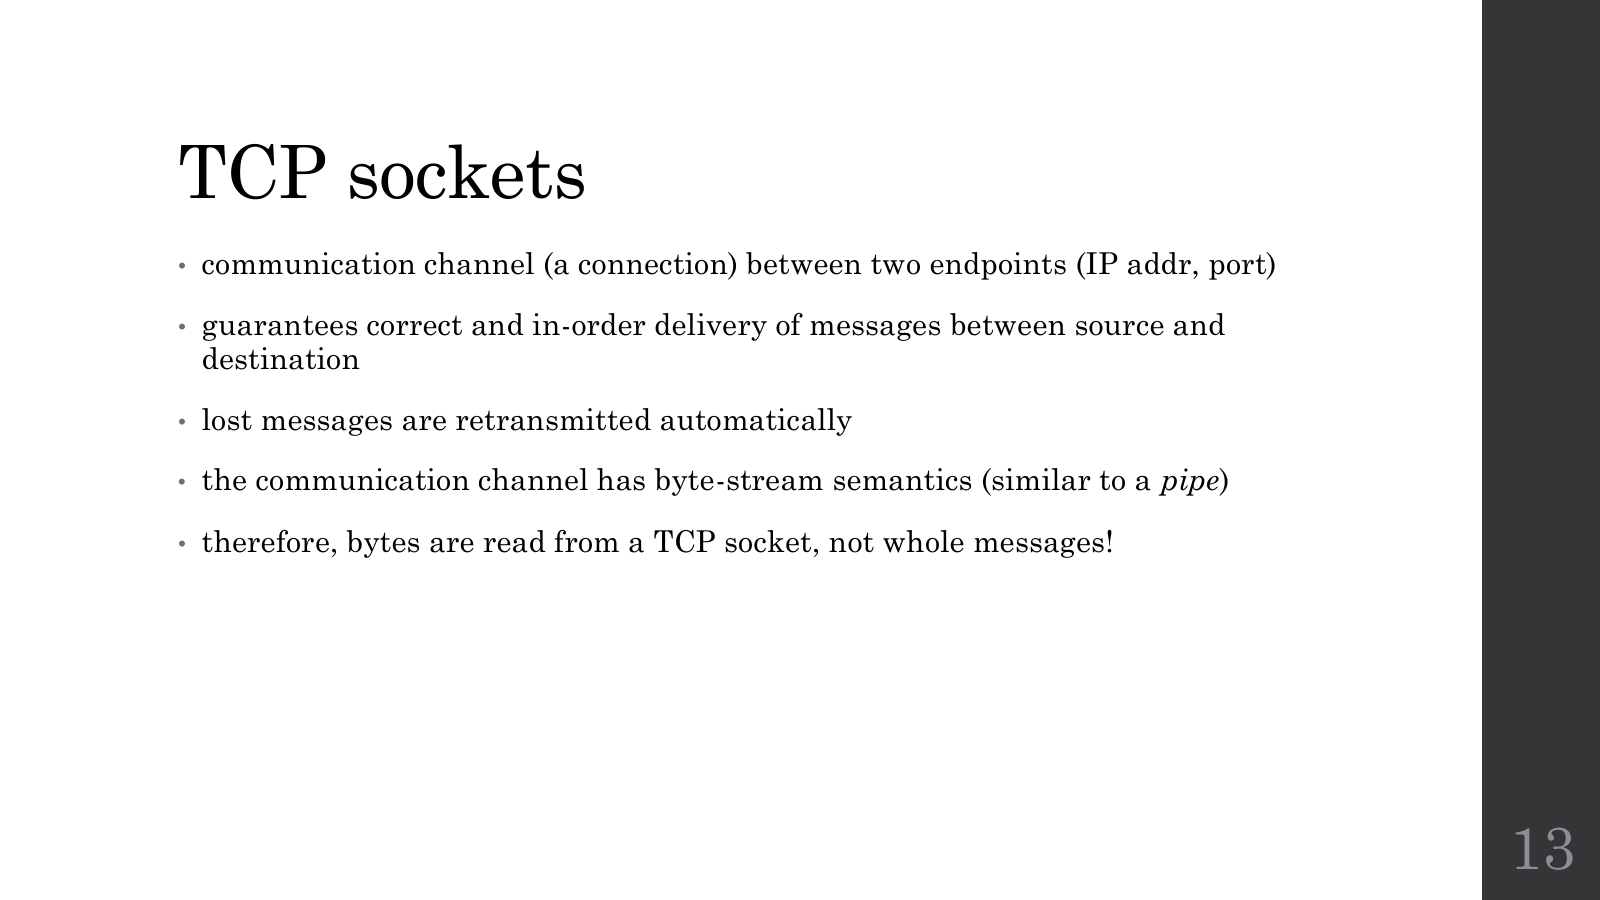 TCP sockets
• communication channel (a connection) between two endpoints (IP addr, port)
• guarantees correct and in-order delivery of messages between source and
destination
• lost messages are retransmitted automatically
• the communication channel has byte-stream semantics (similar to a pipe)
• therefore, bytes are read from a TCP socket, not whole messages!
13